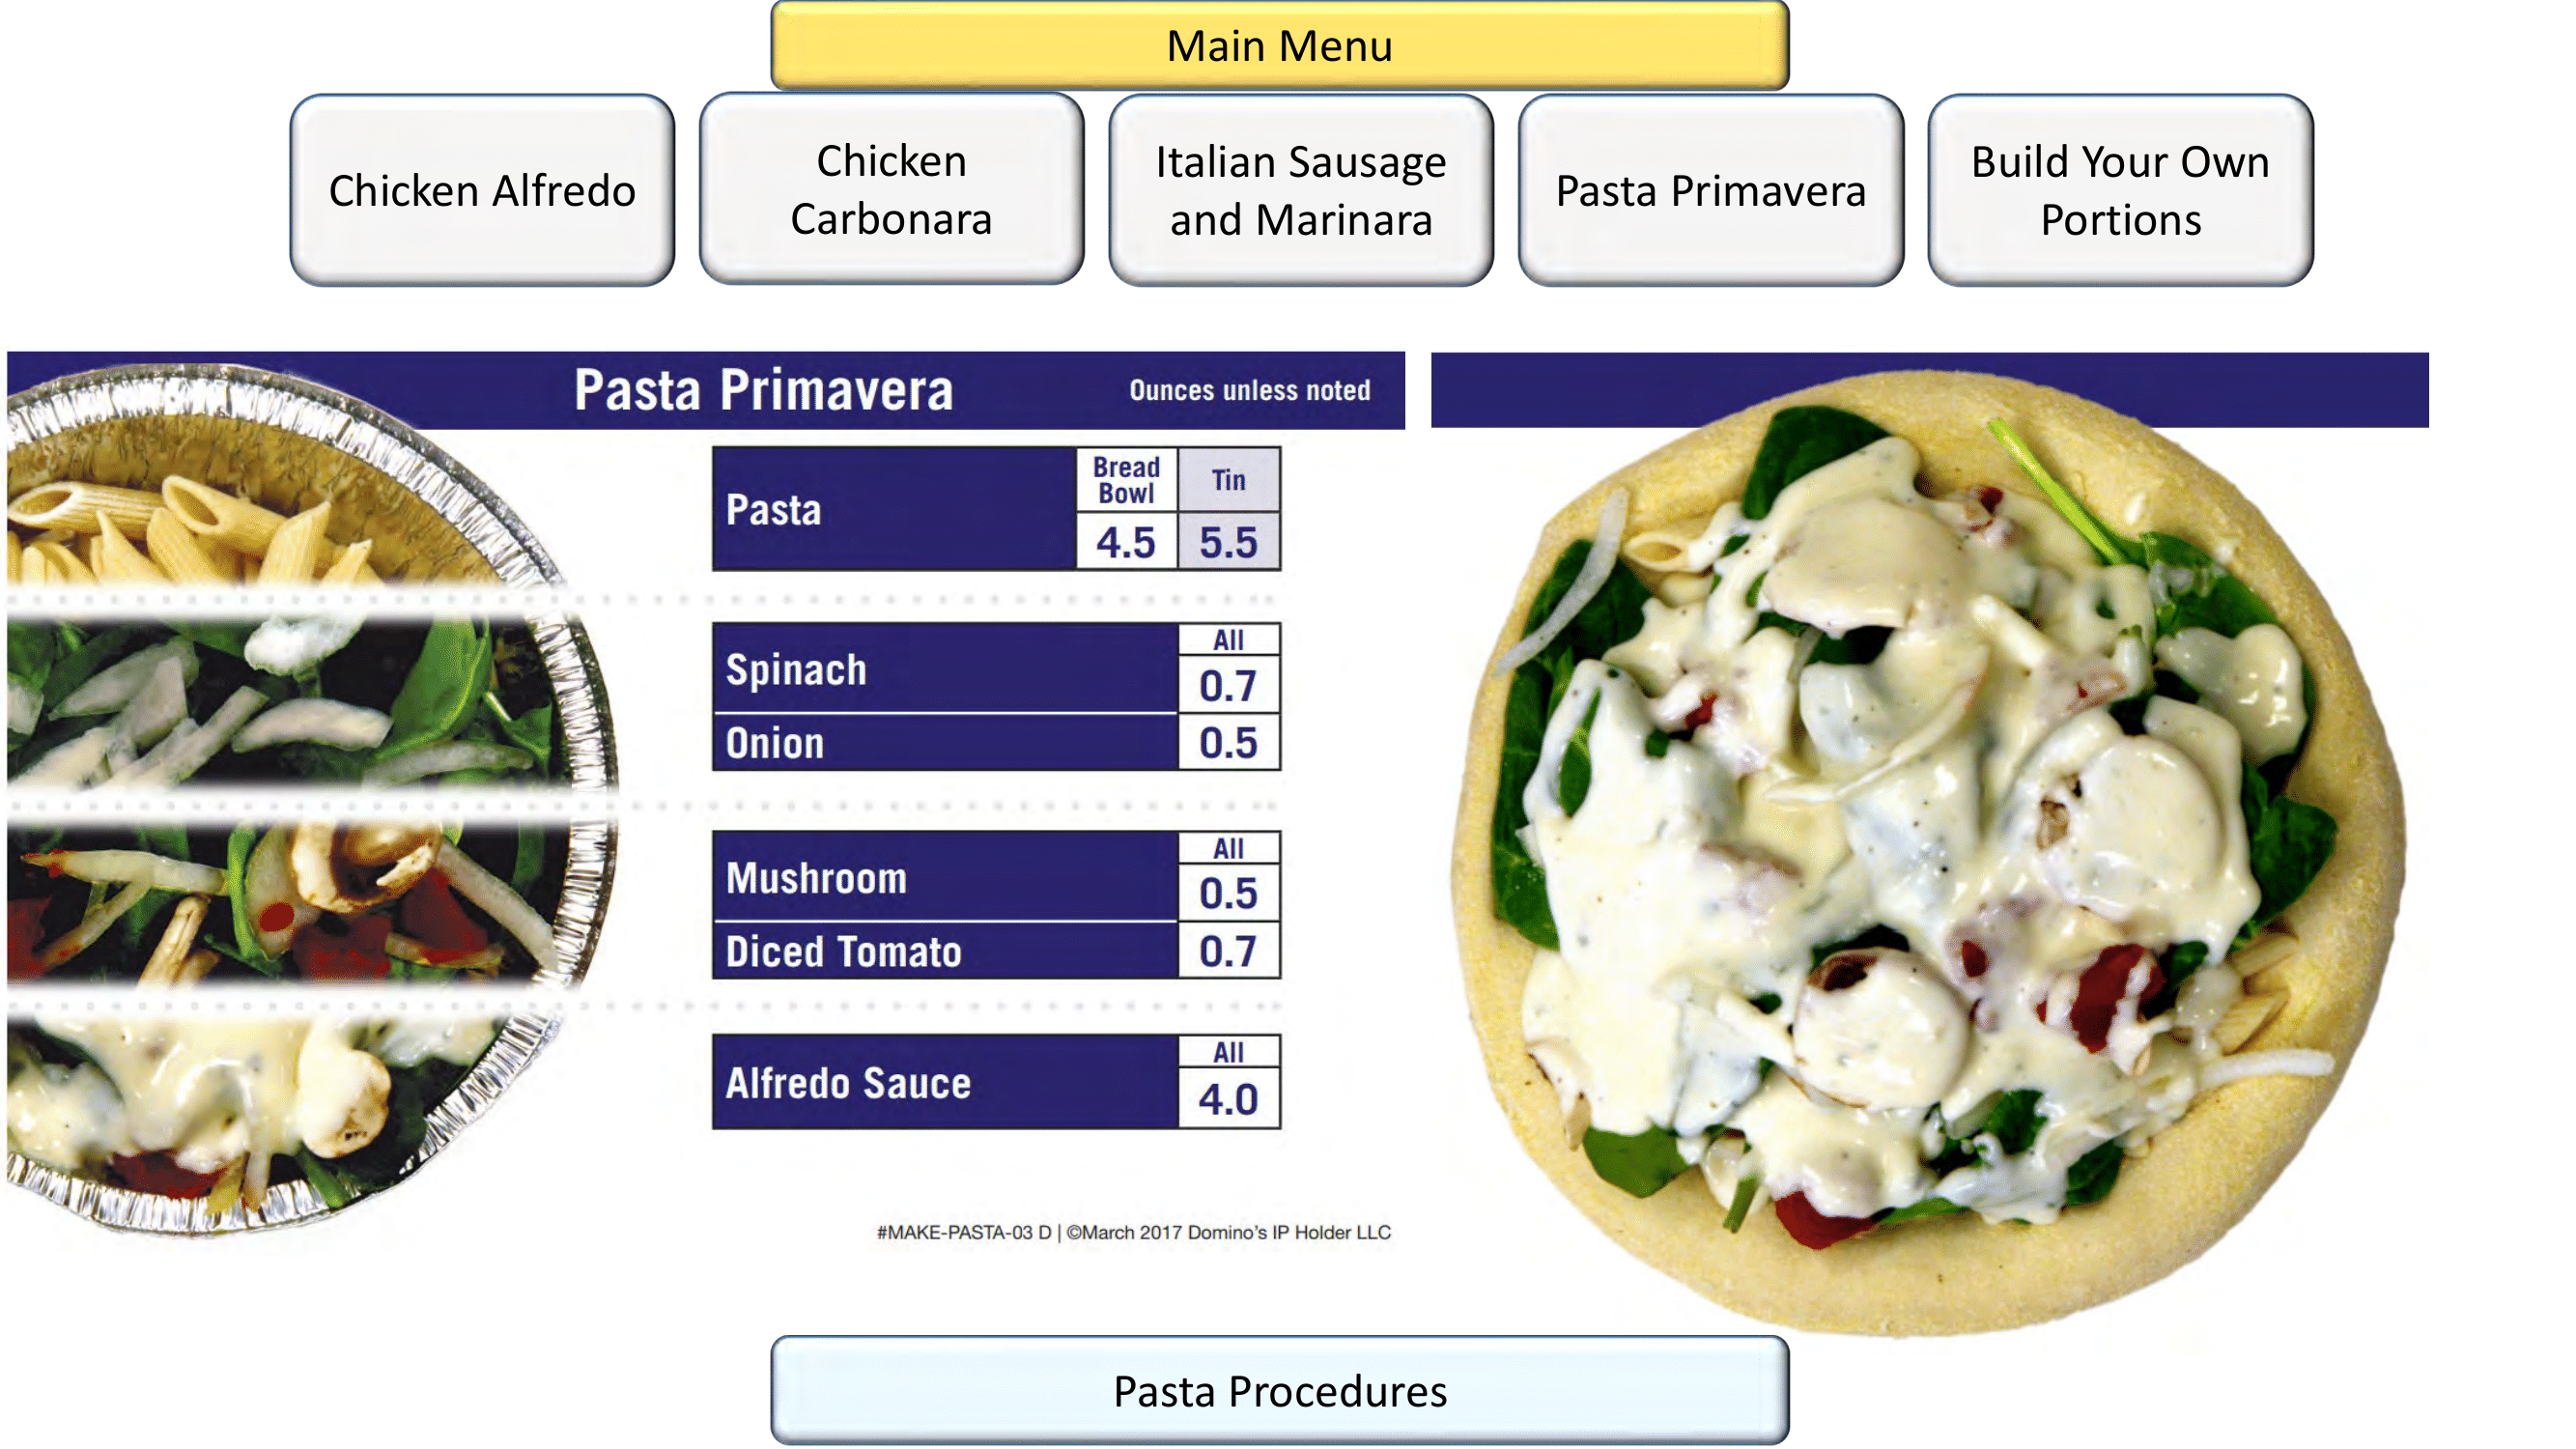 Main Menu
Chicken Alfredo
Chicken
Carbonara
Italian Sausage
and Marinara
Pasta Primavera
Build Your Own
Portions
Pasta Primavera
Ounces unless noted
Pasta
Bread
Bowl
Tin
4.5
5.5
All
Spinach
0.7
Onion
0.5
All
Mushroom
0.5
Diced Tomato
0.7
All
Alfredo Sauce
4.0
#MAKE-PASTA-03 D | ©March 2017 Domino's IP Holder LLC
Pasta Procedures